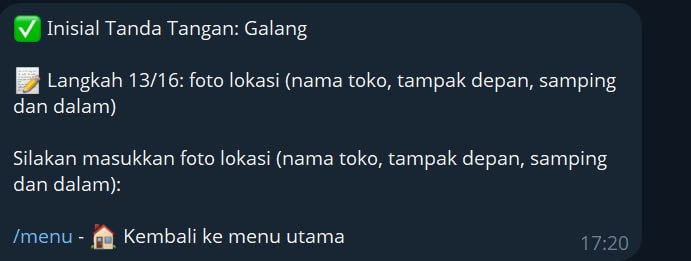 ✅ Inisial Tanda Tangan: Galang
📝 Langkah 13/16: foto lokasi (nama toko, tampak depan, samping
dan dalam)
Silakan masukkan foto lokasi (nama toko, tampak depan, samping
dan dalam):
/menu - 🏠 Kembali ke menu utama
17:20